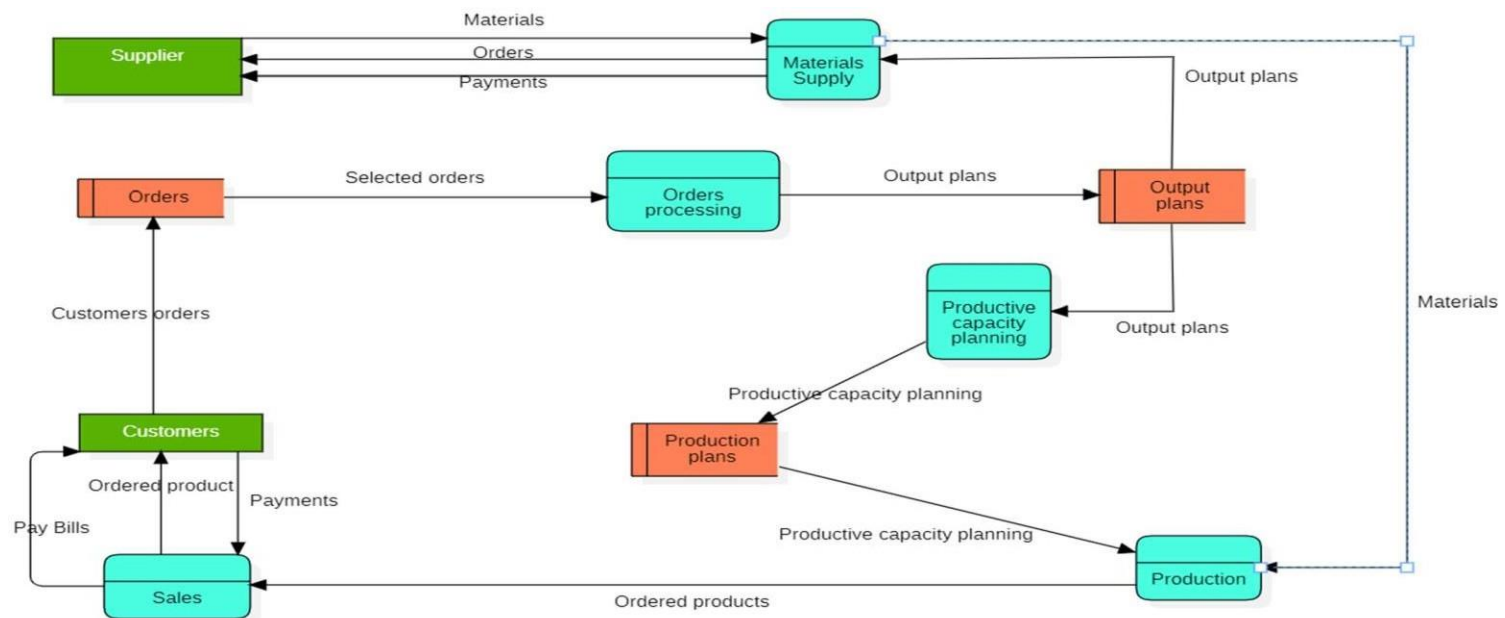 Materials
Supplier
Orders
Materials
Supply
Payments
Output plans
Orders
Selected orders
Orders
processing
Output plans
Output
plans
Customers orders
Productive
capacity
planning
Output plans
Materials
Productive capacity planning
Customers
Production
plans
Ordered product
Payments
Pay Bills
Productive capacity planning
Sales
Ordered products
Production